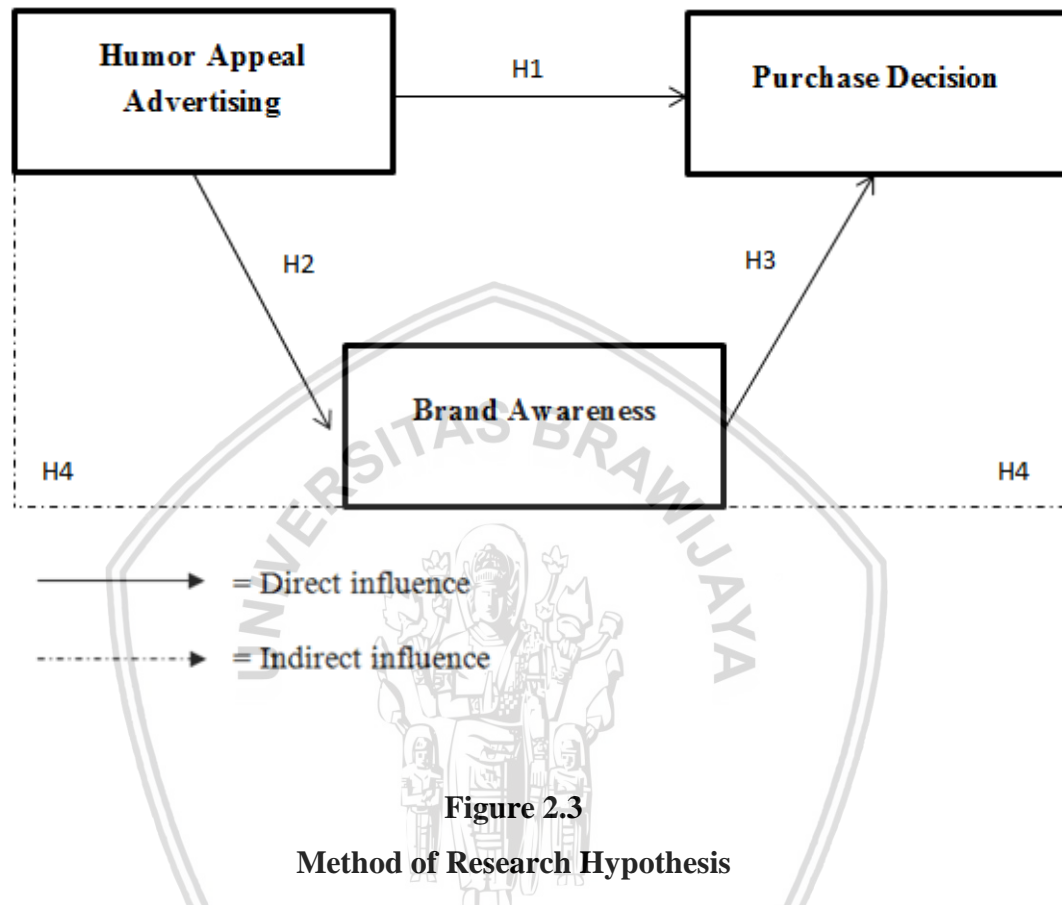 Humor Appeal
Advertising
H1
Purchase Decision
H2
H3
Brand Awareness
H4
H4
UNIVERSITAS BRAWIJAYA
= Direct influence
= Indirect influence
Figure 2.3
Method of Research Hypothesis